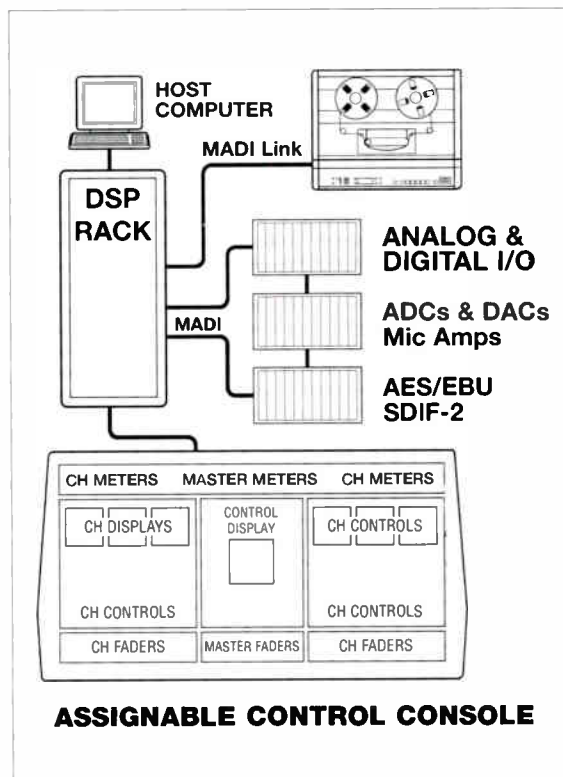 HOST
COMPUTER
MADI Link
DSP
RACK
ANALOG &
DIGITAL I/O
MADI
ADCs & DACs
Mic Amps
AES/EBU
SDIF-2
CH METERS MASTER METERS CH METERS
CH DISPLAYS
CONTROL
DISPLAY
CH CONTROLS
CH CONTROLS
CH CONTROLS
CH FADERS
MASTER FADERS
CH FADERS
ASSIGNABLE CONTROL CONSOLE